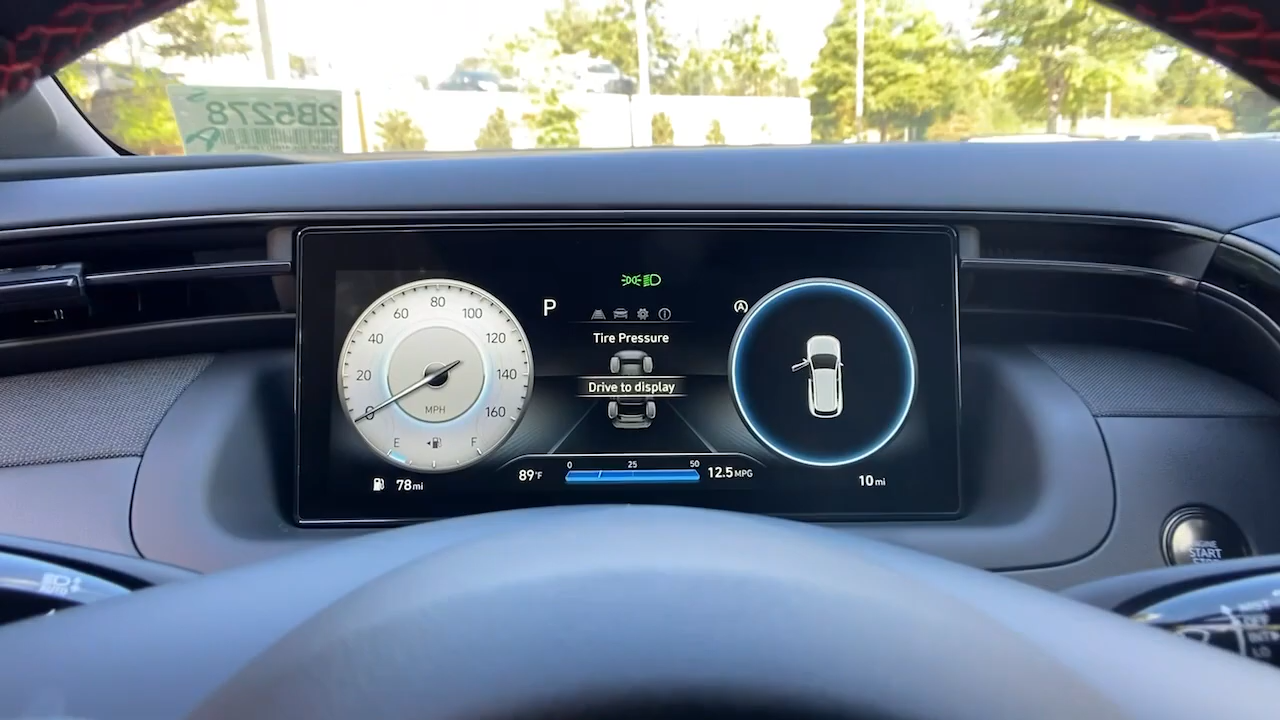 2B5278
P
Tire Pressure
Drive to display
0
20
40
60
80
100
120
140
160
MPH
E
F
78mi
89°F
0
25
50
12.5MPG
10mi
ENGINE
START